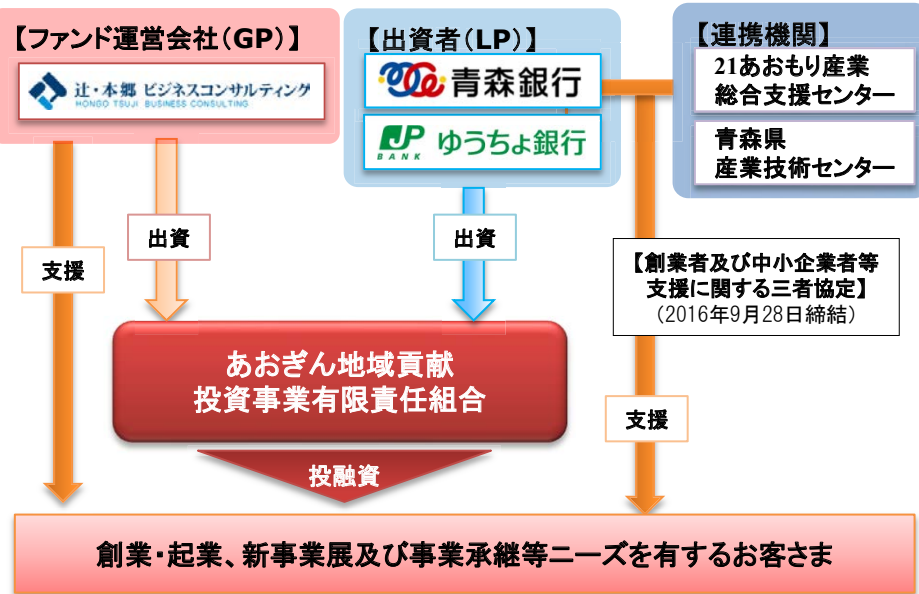 【ファンド運営会社(GP)】
辻・本郷 ビジネスコンサルティング
HONGO TSUJI BUSINESS CONSULTING
【出資者(LP)】
青森銀行
JP
BANK
ゆうちょ銀行
【連携機関】
21あおもり産業
総合支援センター
青森県
産業技術センター
支援
出資
出資
【創業者及び中小企業者等
支援に関する三者協定】
(2016年9月28日締結)
あおぎん地域貢献
投資事業有限責任組合
支援
投融資
創業・起業、新事業展及び事業承継等ニーズを有するお客さま